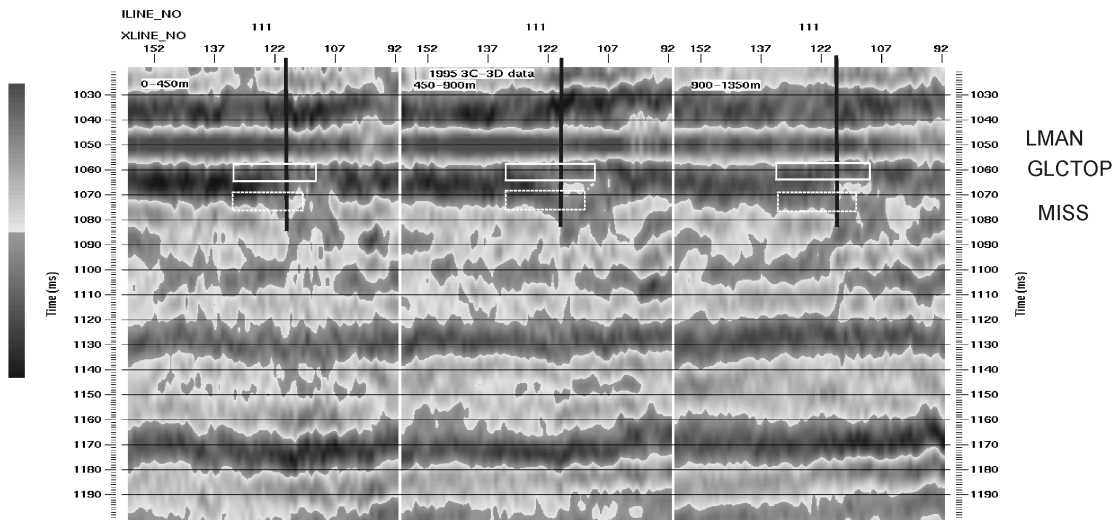 ILINE_NO
111 111 111
XLINE_NO
152 137 122 107 92 152 137 122 107 92 152 137 122 107 92
1995 3C-3D data
0-450m 450-900m 900-1350m
1030 1030
1040 1040
1050 1050
LMAN
1060 1060
GLCTOP
1070 1070
MISS
1080 1080
1090 1090
1100 1100
Time (ms) Time (ms)
1110 1110
1120 1120
1130 1130
1140 1140
1150 1150
1160 1160
1170 1170
1180 1180
1190 1190